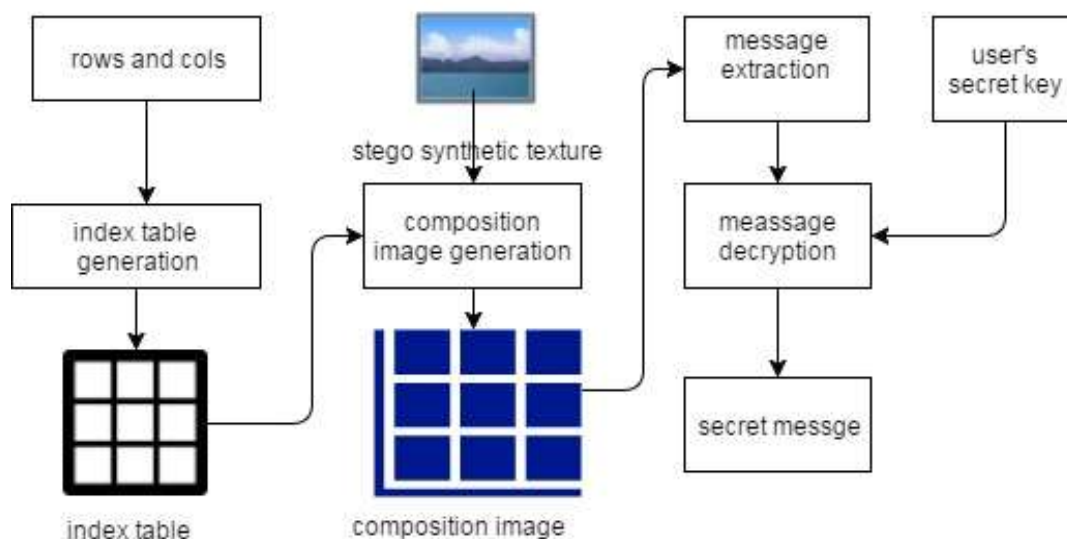 rows and cols
index table
generation
index table
stego synthetic texture
composition
image generation
composition image
message
extraction
user's
secret key
meassage
decryption
secret messge